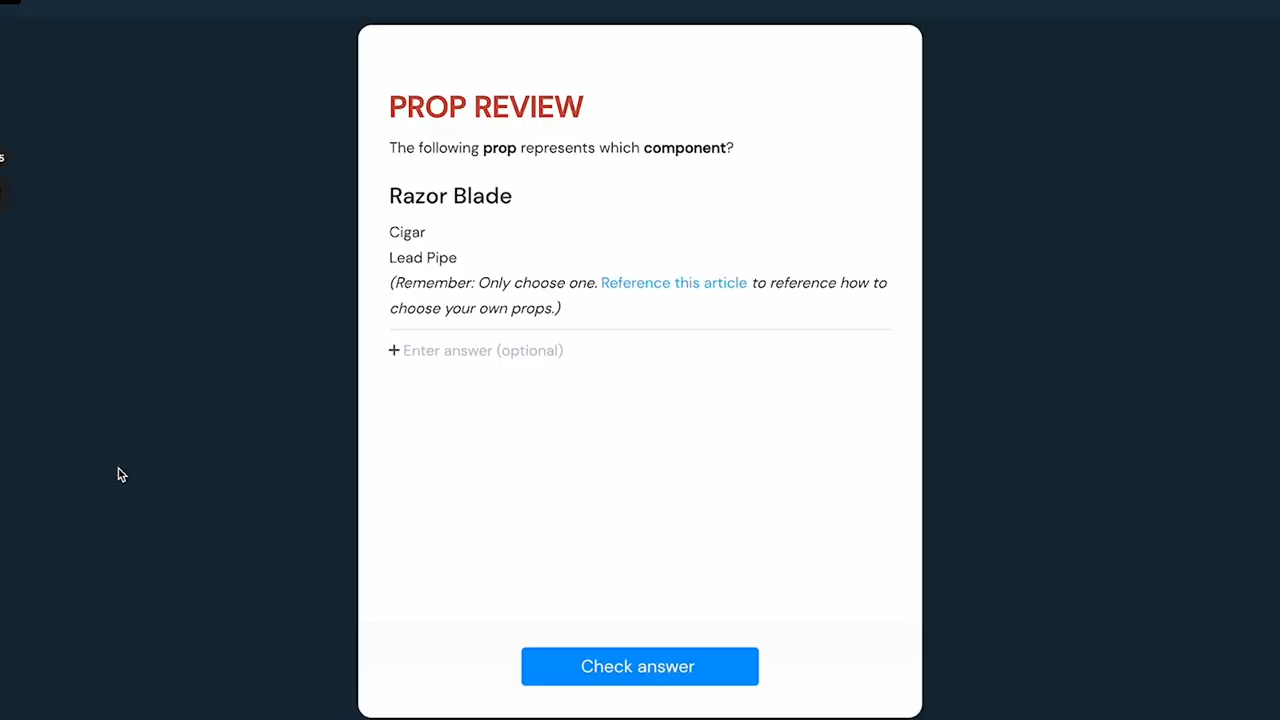 PROP REVIEW
The following prop represents which component?
Razor Blade
Cigar
Lead Pipe
(Remember: Only choose one. Reference this article to reference how to
choose your own props.)
+ Enter answer (optional)
5
Check answer